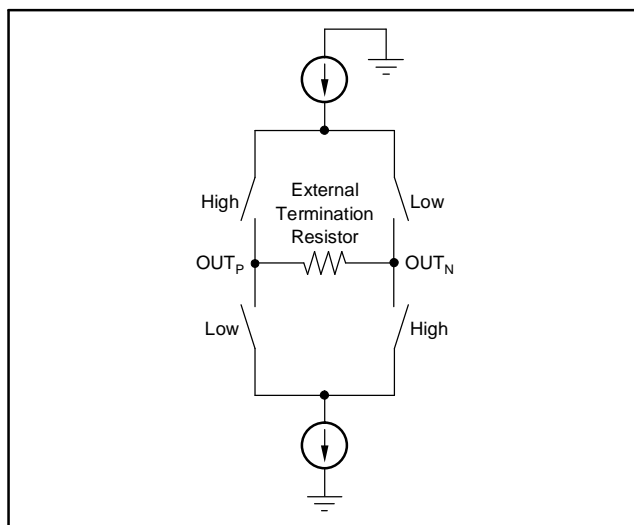 External
Termination
Resistor
High
Low
OUTP
OUTN
Low
High